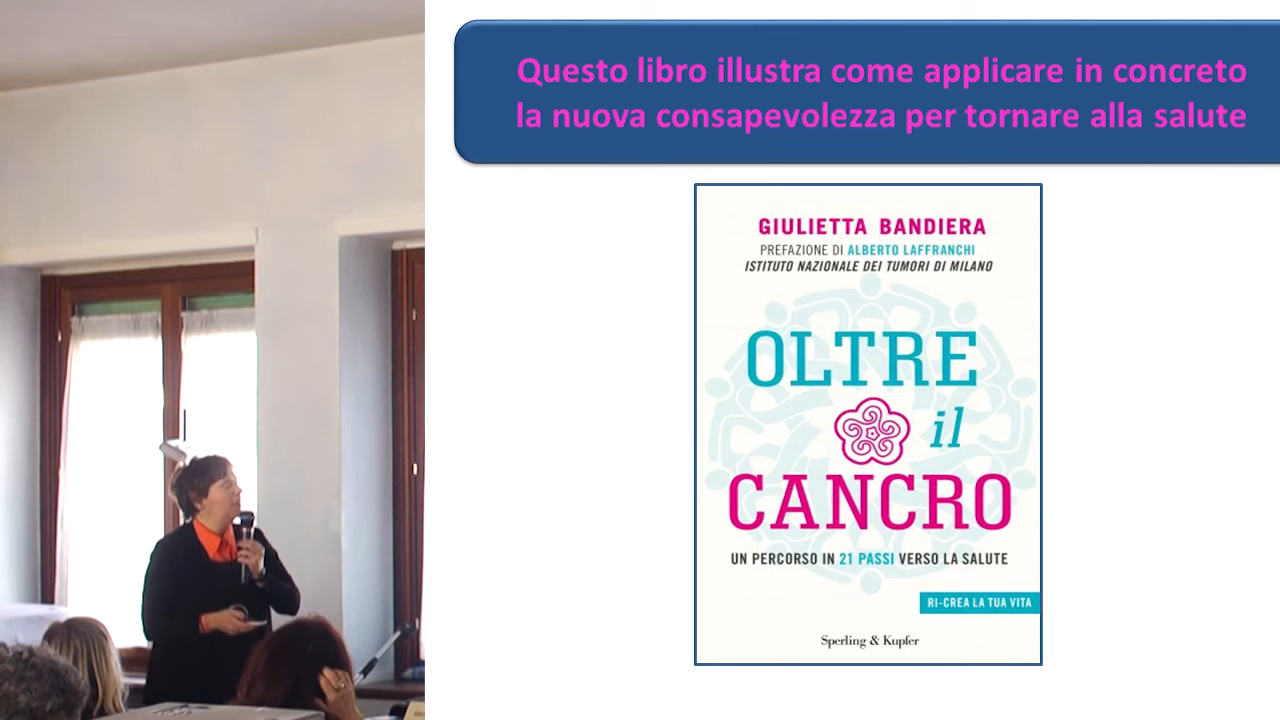 Questo libro illustra come applicare in concreto
la nuova consapevolezza per tornare alla salute
GIULIETTA BANDIERA
PREFAZIONE DI ALBERTO LAFFRANCHI
ISTITUTO NAZIONALE DEI TUMORI DI MILANO
OLTRE
il
CANCRO
UN PERCORSO IN 21 PASSI VERSO LA SALUTE
RI-CREA LA TUA VITA
Sperling & Kupfer